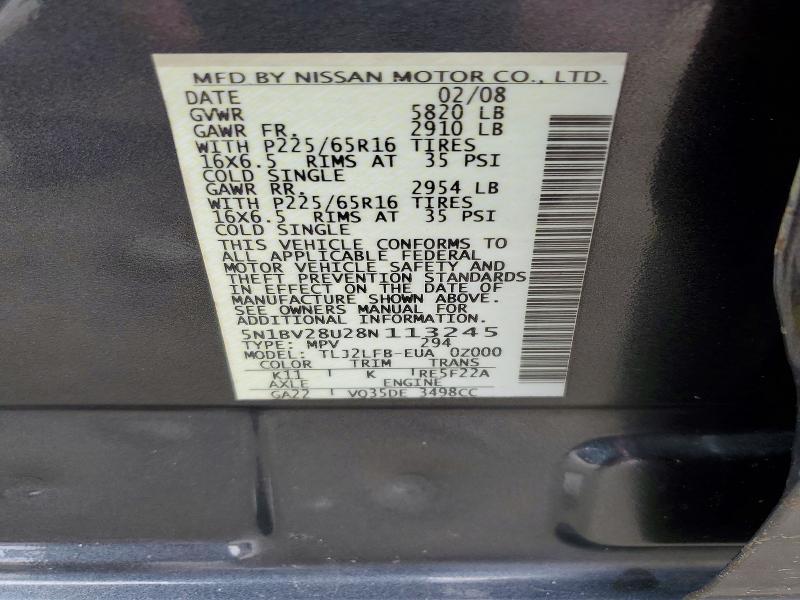 MFD BY NISSAN MOTOR CO., LTD.
DATE 02/08
GVWR 5820 LB
GAWR FR. 2910 LB
WITH P225/65R16 TIRES
16X6.5 RIMS AT 35 PSI
COLD SINGLE
GAWR RR. 2954 LB
WITH P225/65R16 TIRES
16X6.5 RIMS AT 35 PSI
COLD SINGLE
THIS VEHICLE CONFORMS TO
ALL APPLICABLE FEDERAL
MOTOR VEHICLE SAFETY AND
THEFT PREVENTION STANDARDS
IN EFFECT ON THE DATE OF
MANUFACTURE SHOWN ABOVE.
SEE OWNERS MANUAL FOR
ADDITIONAL INFORMATION.
5N1BV28U28N113245
TYPE: MPV 294
MODEL: TLJ2LFB-EUA 0Z000
COLOR TRIM TRANS
K11 K RE5F22A
AXLE ENGINE
GA22 VQ35DE 3498CC